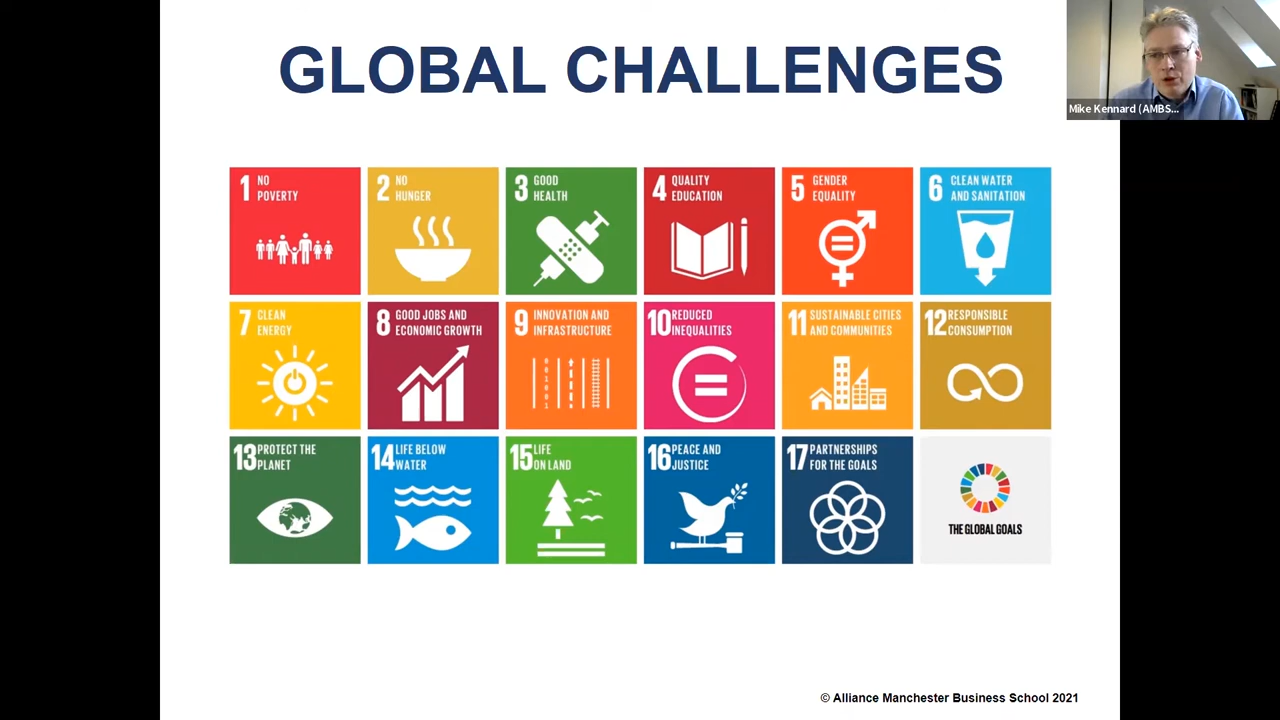 GLOBAL CHALLENGES
Mike Kennard (AMBS...
1 NO
POVERTY
2 NO
HUNGER
3 GOOD
HEALTH
4 QUALITY
EDUCATION
5 GENDER
EQUALITY
6 CLEAN WATER
AND SANITATION
7 CLEAN
ENERGY
8 GOOD JOBS AND
ECONOMIC GROWTH
9 INNOVATION AND
INFRASTRUCTURE
10 REDUCED
INEQUALITIES
11 SUSTAINABLE CITIES
AND COMMUNITIES
12 RESPONSIBLE
CONSUMPTION
13 PROTECT THE
PLANET
14 LIFE BELOW
WATER
15 LIFE
ON LAND
16 PEACE AND
JUSTICE
17 PARTNERSHIPS
FOR THE GOALS
THE GLOBAL GOALS
© Alliance Manchester Business School 2021